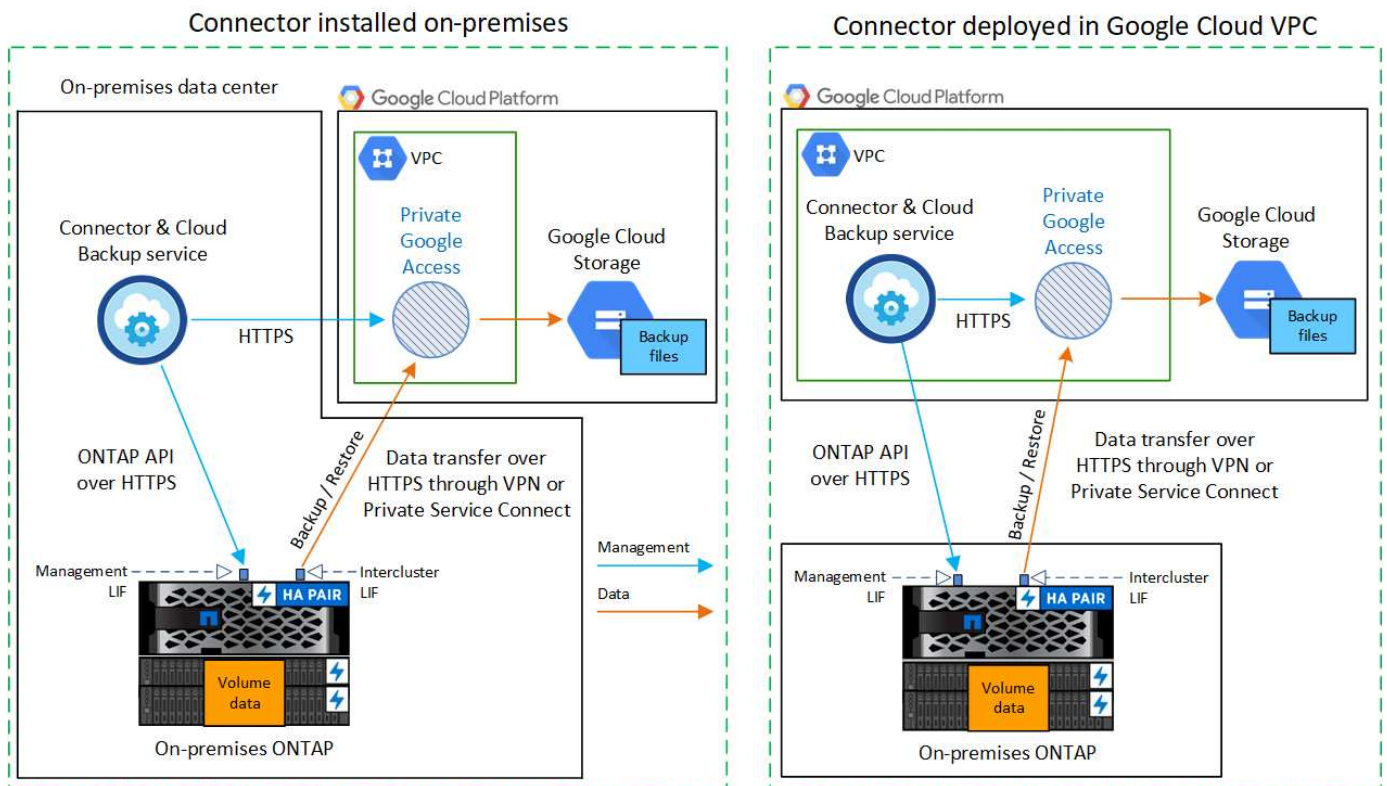 Connector installed on-premises
On-premises data center
Google Cloud Platform
VPC
Connector & Cloud
Backup service
Private
Google
Access
Google Cloud
Storage
HTTPS
Backup
files
ONTAP API
over HTTPS
Backup / Restore
Data transfer over
HTTPS through VPN or
Private Service Connect
Management
LIF
Intercluster
LIF
HA PAIR
Volume
data
On-premises ONTAP
Management
Data
Connector deployed in Google Cloud VPC
Google Cloud Platform
VPC
Connector & Cloud
Backup service
Private
Google
Access
Google Cloud
Storage
HTTPS
Backup
files
ONTAP API
over HTTPS
Backup / Restore
Data transfer over
HTTPS through VPN or
Private Service Connect
Management
LIF
Intercluster
LIF
HA PAIR
Volume
data
On-premises ONTAP